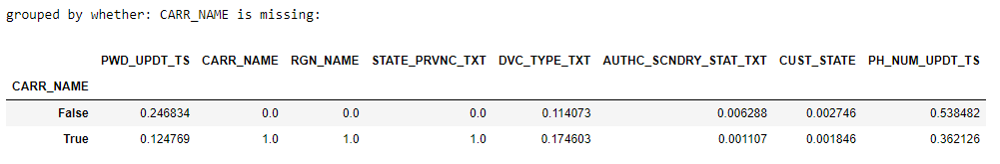 grouped by whether: CARR_NAME is missing:
PWD_UPDT_TS CARR_NAME RGN_NAME STATE_PRVNC_TXT DVC_TYPE_TXT AUTHC_SCNDRY_STAT_TXT CUST_STATE PH_NUM_UPDT_TS
CARR_NAME
False 0.246834 0.0 0.0 0.0 0.114073 0.006288 0.002746 0.538482
True 0.124769 1.0 1.0 1.0 0.174603 0.001107 0.001846 0.362126